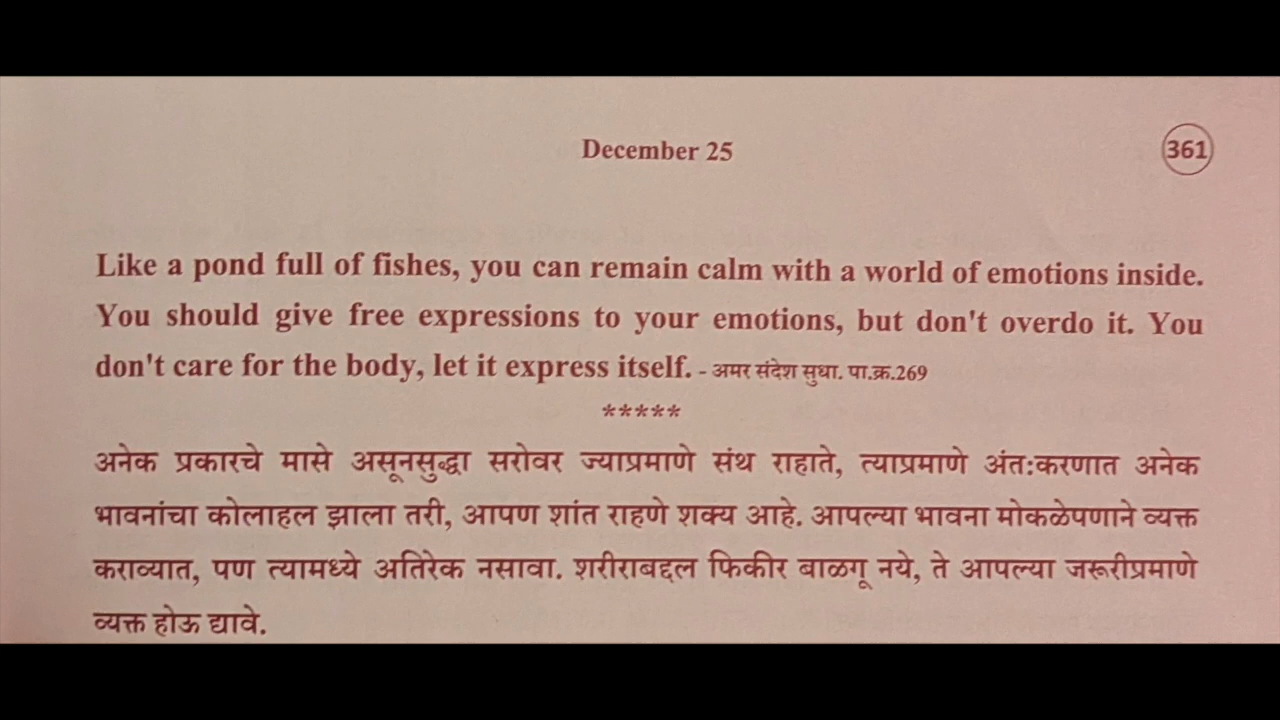 December 25
361
Like a pond full of fishes, you can remain calm with a world of emotions inside.
You should give free expressions to your emotions, but don't overdo it. You
don't care for the body, let it express itself. - अमर संदेश सुधा. पा.क्र.269
*****
अनेक प्रकारचे मासे असूनसुद्धा सरोवर ज्याप्रमाणे संथ राहाते, त्याप्रमाणे अंतःकरणात अनेक
भावनांचा कोलाहल झाला तरी, आपण शांत राहणे शक्य आहे. आपल्या भावना मोकळेपणाने व्यक्त
कराव्यात, पण त्यामध्ये अतिरेक नसावा. शरीराबद्दल फिकीर बाळगू नये, ते आपल्या जरूरीप्रमाणे
व्यक्त होऊ द्यावे.